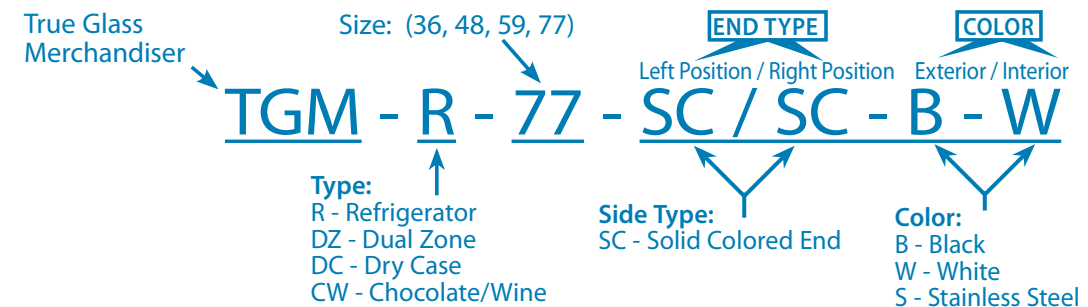 True Glass
Merchandiser
Size: (36, 48, 59, 77)
END TYPE
COLOR
Left Position / Right Position
Exterior / Interior
TGM - R - 77 - SC / SC - B - W
Type:
R - Refrigerator
DZ - Dual Zone
DC - Dry Case
CW - Chocolate/Wine
Side Type:
SC - Solid Colored End
Color:
B - Black
W - White
S - Stainless Steel